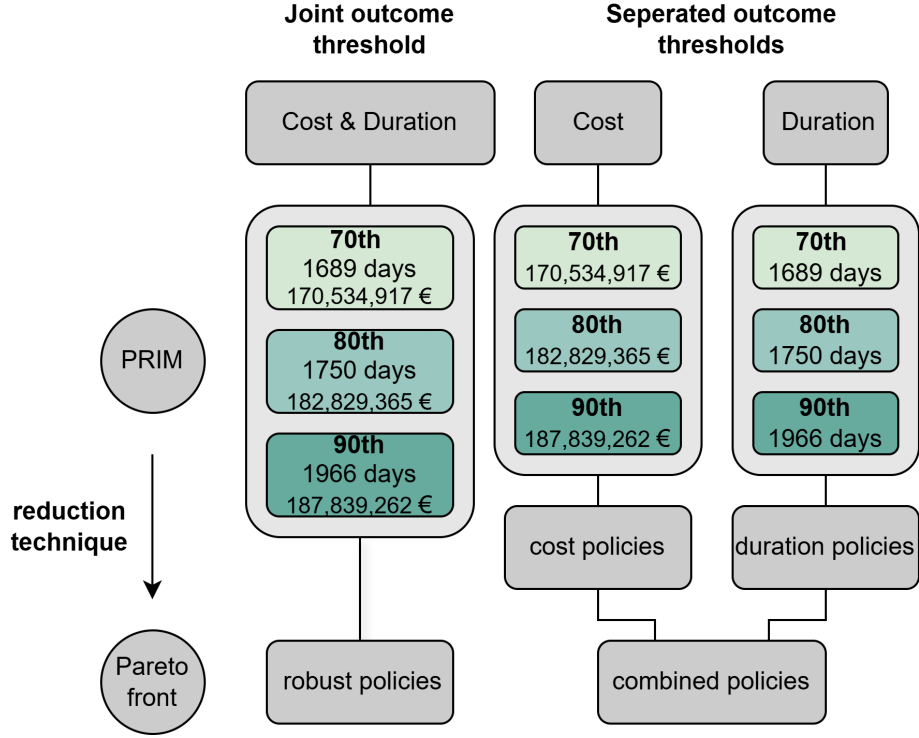 Joint outcome
threshold
Seperated outcome
thresholds
Cost & Duration
Cost
Duration
70th
1689 days
170,534,917 €
80th
1750 days
182,829,365 €
90th
1966 days
187,839,262 €
70th
170,534,917 €
80th
182,829,365 €
90th
187,839,262 €
70th
1689 days
80th
1750 days
90th
1966 days
PRIM
reduction
technique
cost policies
duration policies
Pareto
front
robust policies
combined policies